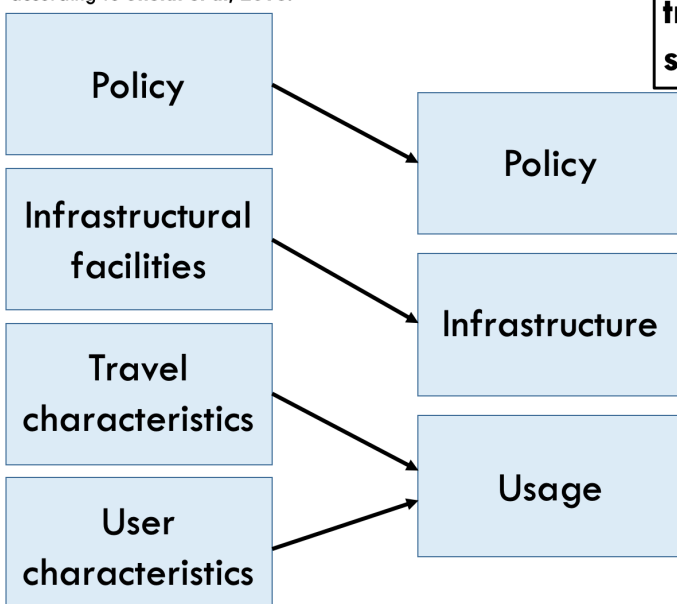 Policy
Infrastructural
facilities
Travel
characteristics
User
characteristics
Policy
Infrastructure
Usage